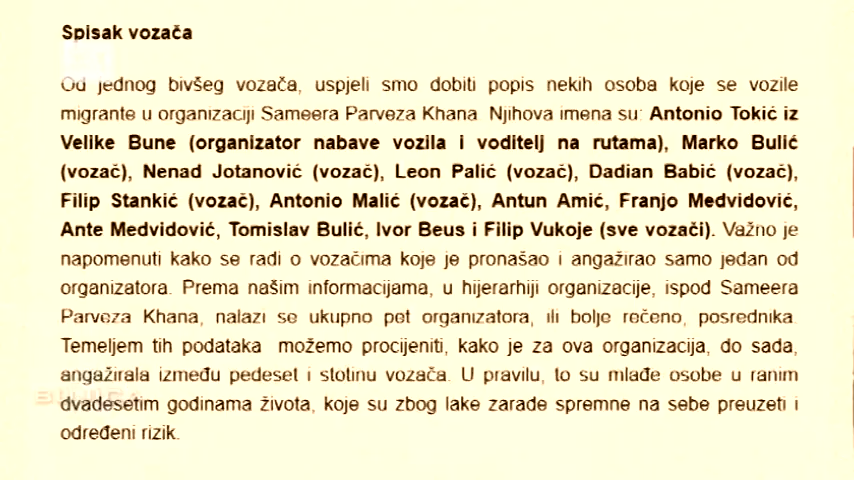 Spisak vozača
Od jednog bivšeg vozača, uspjeli smo dobiti popis nekih osoba koje se vozile
migrante u organizaciji Sameera Parveza Khana. Njihova imena su: Antonio Tokić iz
Velike Bune (organizator nabave vozila i voditelj na rutama), Marko Bulić
(vozač), Nenad Jotanović (vozač), Leon Palić (vozač), Dadian Babić (vozač),
Filip Stankić (vozač), Antonio Malić (vozač), Antun Amić, Franjo Medvidović,
Ante Medvidović, Tomislav Bulić, Ivor Beus i Filip Vukoje (sve vozači). Važno je
napomenuti kako se radi o vozačima koje je pronašao i angažirao samo jedan od
organizatora. Prema našim informacijama, u hijerarhiji organizacije, ispod Sameera
Parveza Khana, nalazi se ukupno pet organizatora, ili bolje rečeno, posrednika.
Temeljem tih podataka možemo procijeniti, kako je za ova organizacija, do sada,
angažirala između pedeset i stotinu vozača. U pravilu, to su mlađe osobe u ranim
dvadesetim godinama života, koje su zbog lake zarade spremne na sebe preuzeti i
određeni rizik.